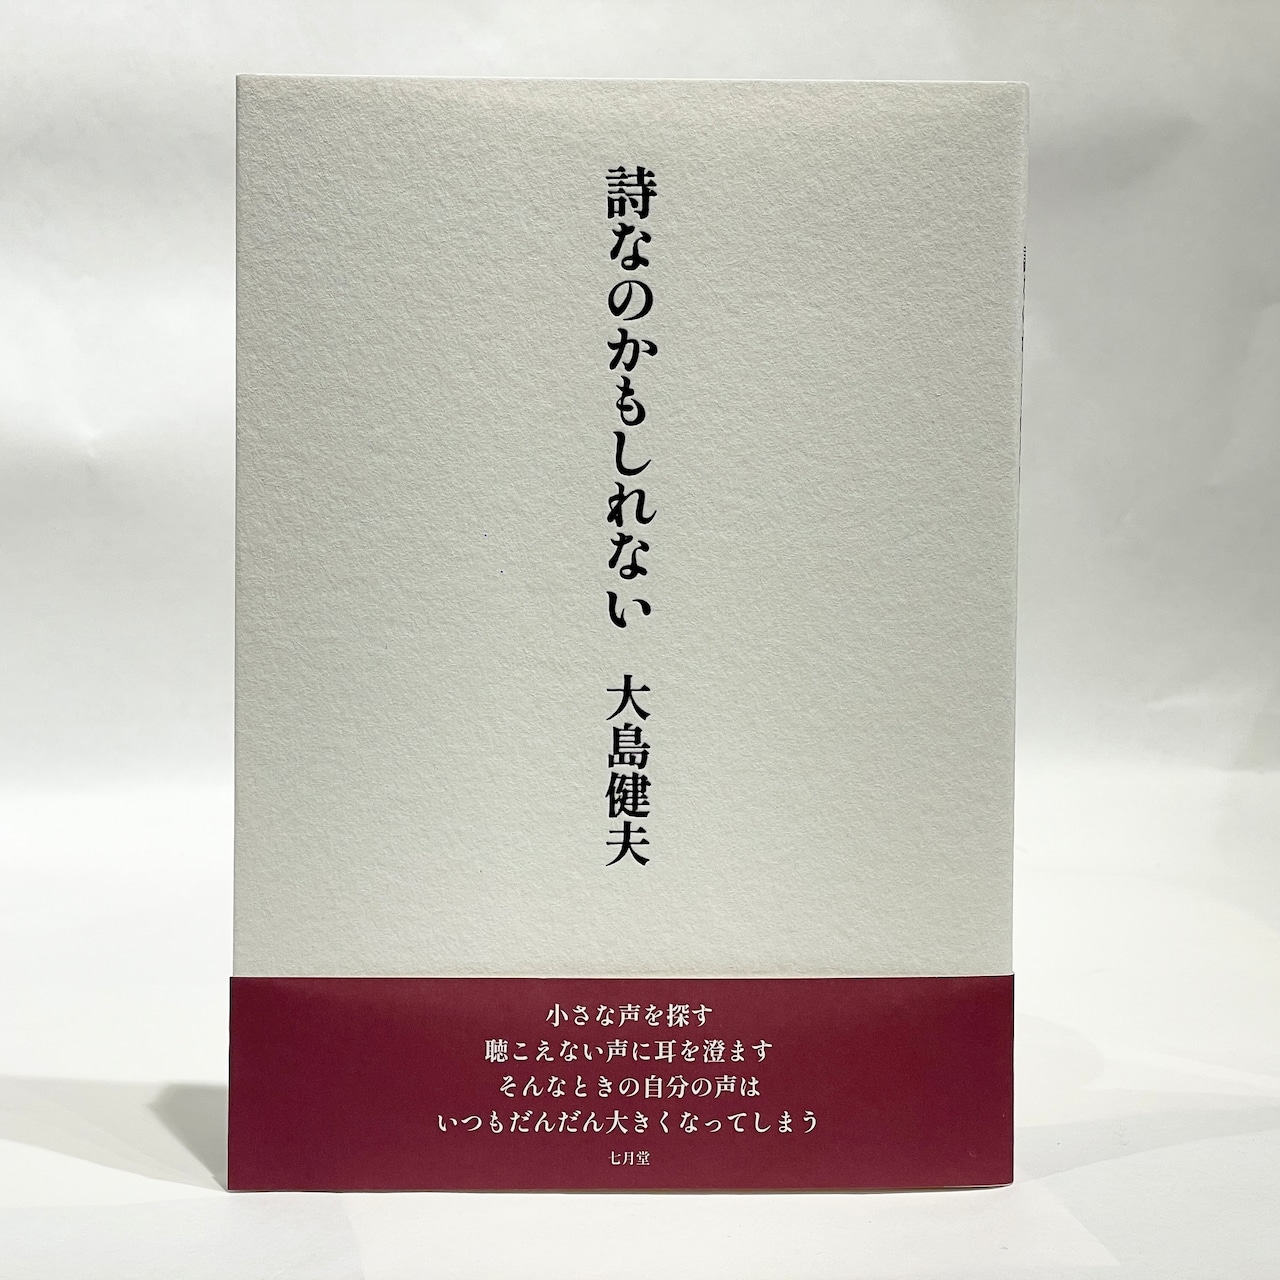 詩なのかもしれない 大島健夫
小さな声を探す
聴こえない声に耳を澄ます
そんなときの自分の声は
いつもだんだん大きくなってしまう
七月堂